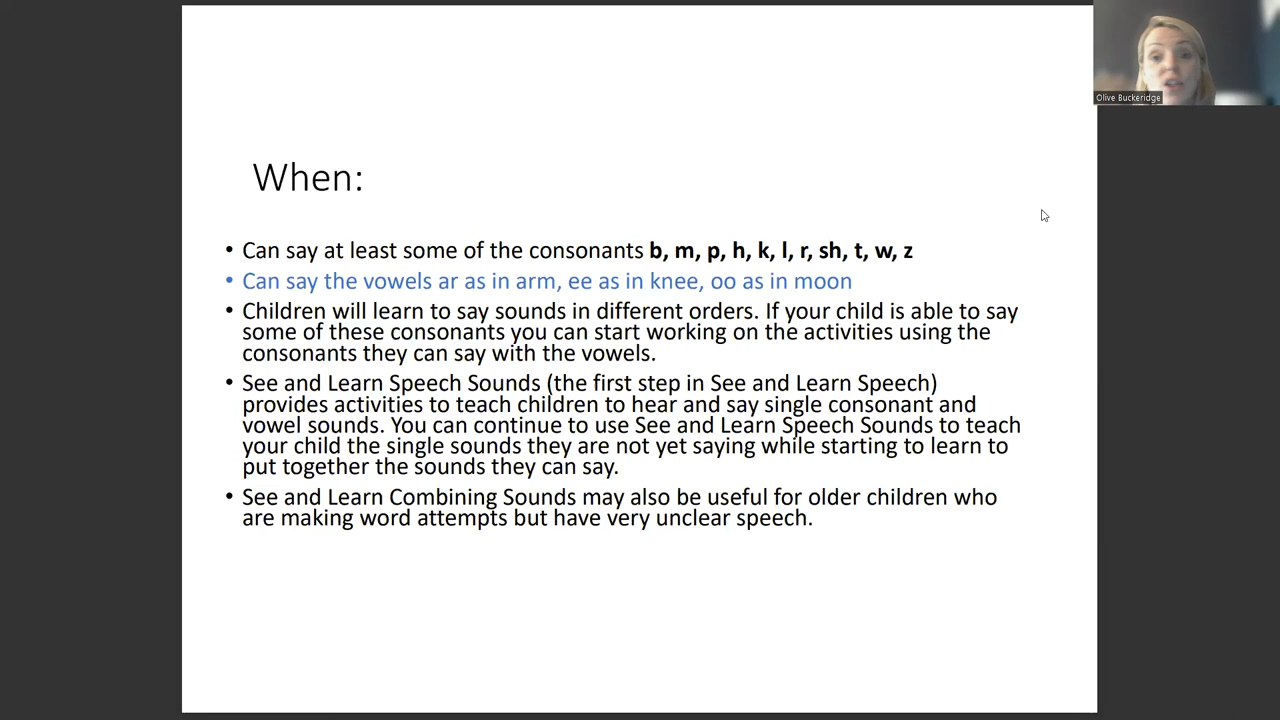 Olive Buckeridge
When:
• Can say at least some of the consonants b, m, p, h, k, l, r, sh, t, w, z
• Can say the vowels ar as in arm, ee as in knee, oo as in moon
• Children will learn to say sounds in different orders. If your child is able to say
some of these consonants you can start working on the activities using the
consonants they can say with the vowels.
• See and Learn Speech Sounds (the first step in See and Learn Speech)
provides activities to teach children to hear and say single consonant and
vowel sounds. You can continue to use See and Learn Speech Sounds to teach
your child the single sounds they are not yet saying while starting to learn to
put together the sounds they can say.
• See and Learn Combining Sounds may also be useful for older children who
are making word attempts but have very unclear speech.